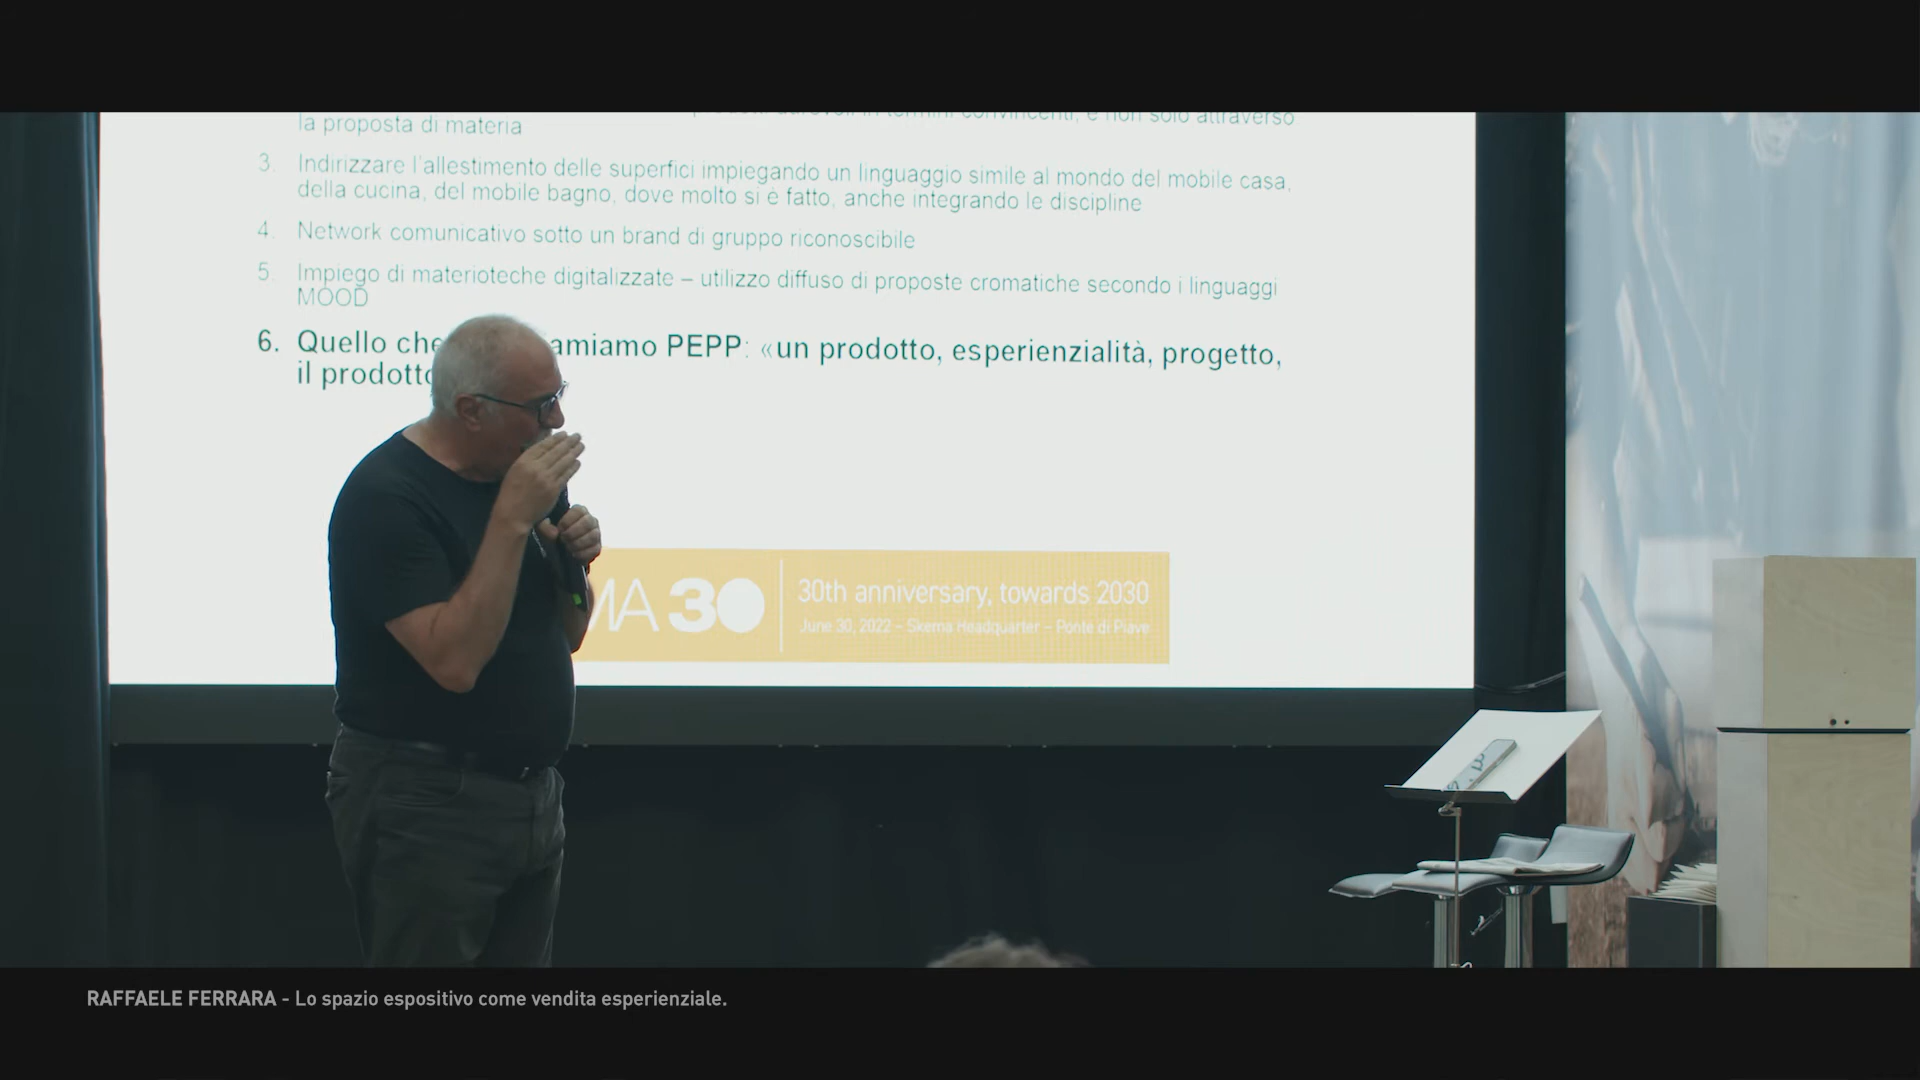 convincenti, e non solo attraverso
la proposta di materia
3. Indirizzare l'allestimento delle superfici impiegando un linguaggio simile al mondo del mobile casa,
della cucina, del mobile bagno, dove molto si è fatto, anche integrando le discipline
4. Network comunicativo sotto un brand di gruppo riconoscibile
5. Impiego di materioteche digitalizzate – utilizzo diffuso di proposte cromatiche secondo i linguaggi
MOOD
6. Quello che amiamo PEPP: «un prodotto, esperienzialità, progetto,
il prodotto
MA 30
30th anniversary, towards 2030
June 30, 2022 – Skema Headquarter – Ponte di Piave
RAFFAELE FERRARA - Lo spazio espositivo come vendita esperienziale.